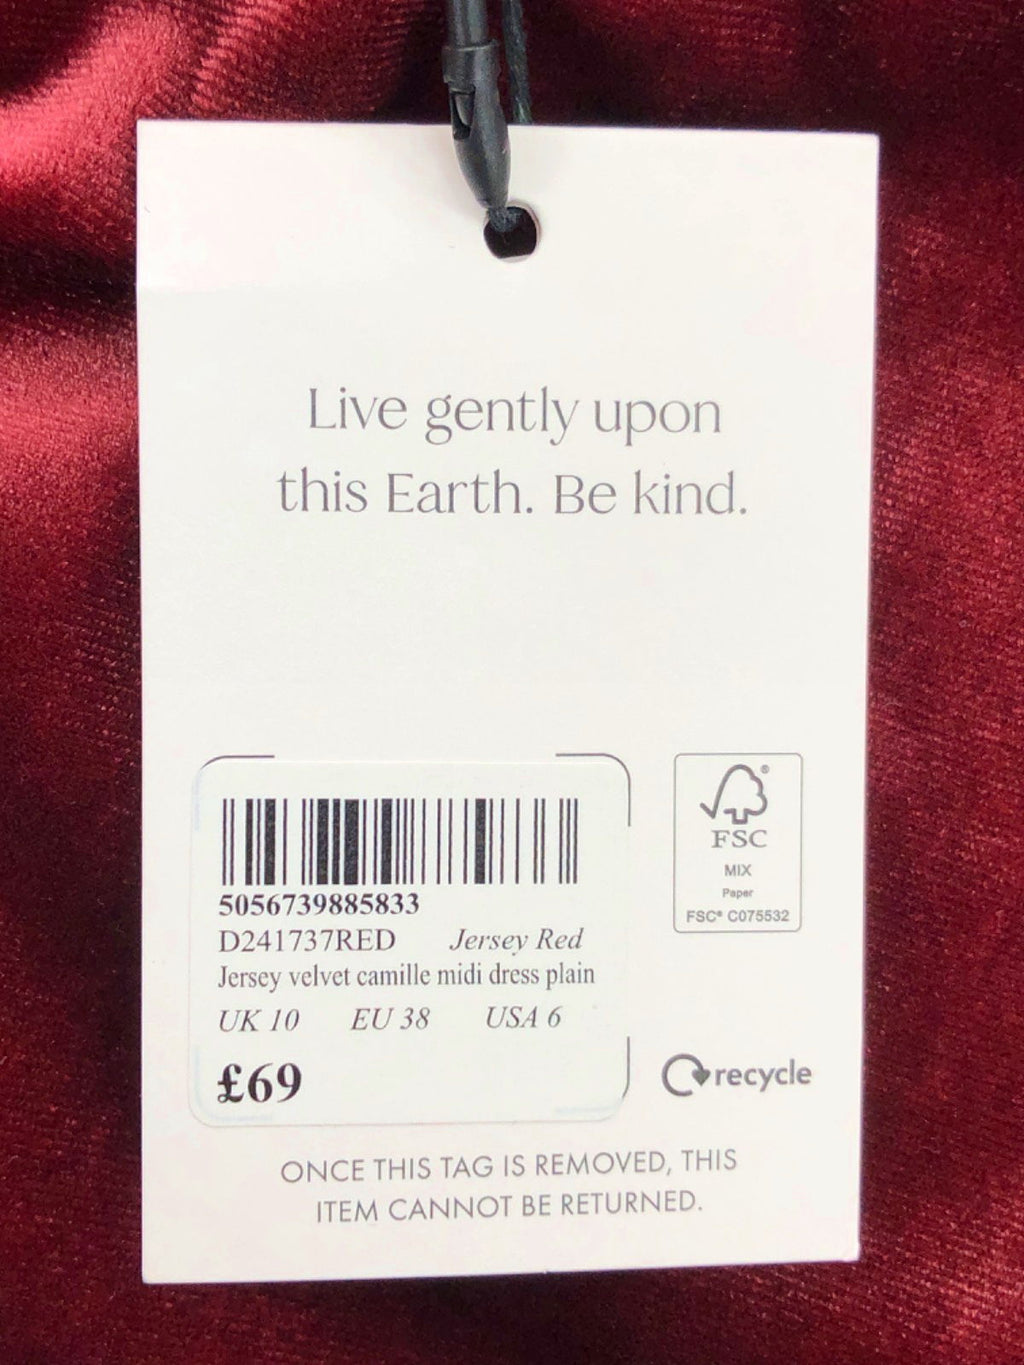 Live gently upon
this Earth. Be kind.
5056739885833
D241737RED Jersey Red
Jersey velvet camille midi dress plain
UK 10 EU 38 USA 6
£69
FSC
MIX
Paper
FSC® C075532
recycle
ONCE THIS TAG IS REMOVED, THIS
ITEM CANNOT BE RETURNED.